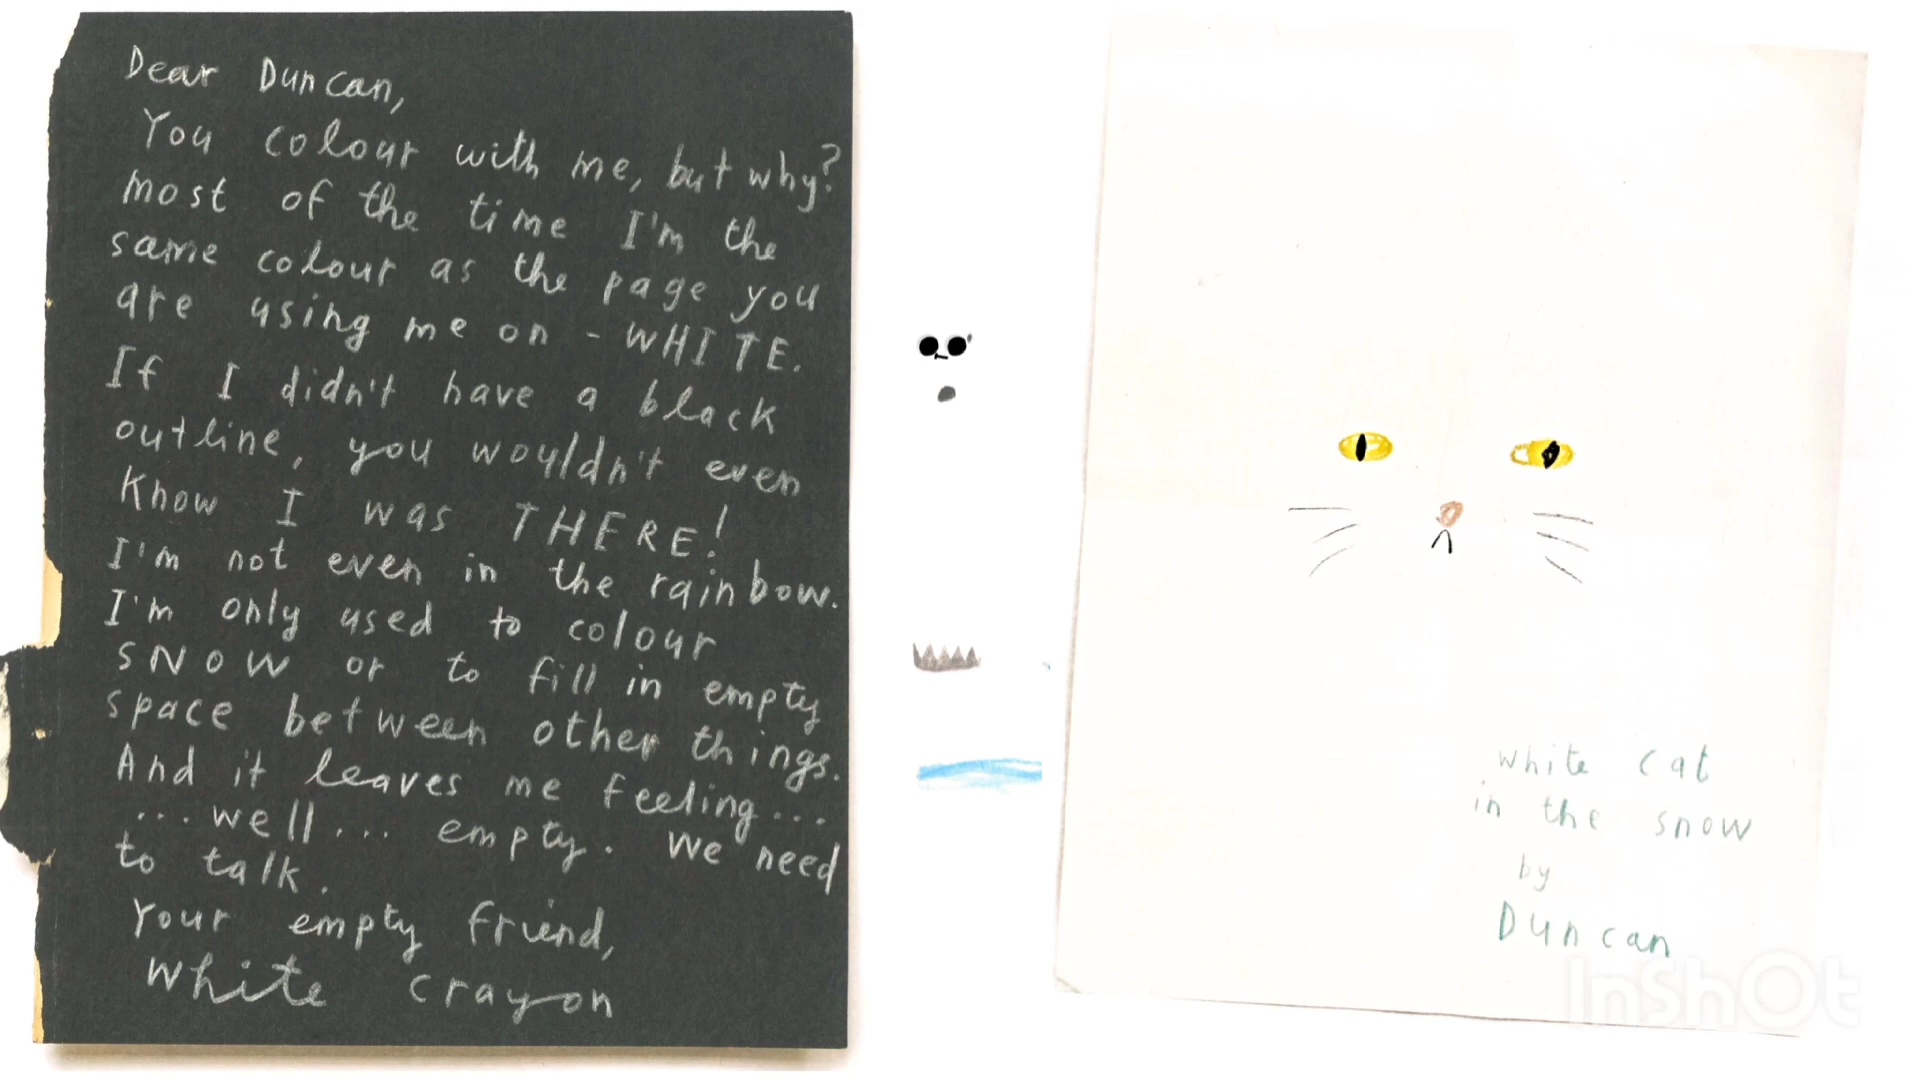 Dear Duncan,
You colour with me, but why?
most of the time I'm the
same colour as the page you
are using me on - WHITE.
If I didn't have a black
outline, you wouldn't even
Know I was THERE!
I'm not even in the rainbow.
I'm only used to colour
SNOW or to fill in empty
space between other things.
And it leaves me feeling...
...well... empty. We need
to talk.
Your empty friend,
White crayon
white cat
in the snow
by
Duncan
InShOt